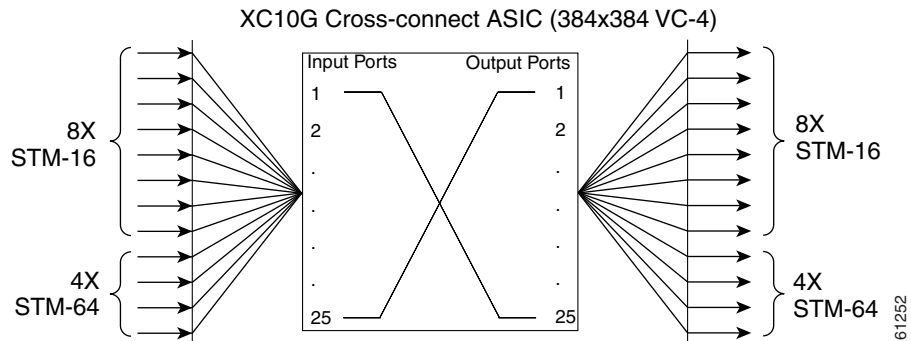 XC10G Cross-connect ASIC (384x384 VC-4)
Input Ports
Output Ports
1
1
2
2
8X
STM-16
8X
STM-16
.
.
.
.
.
.
.
.
4X
STM-64
4X
STM-64
25
25
61252